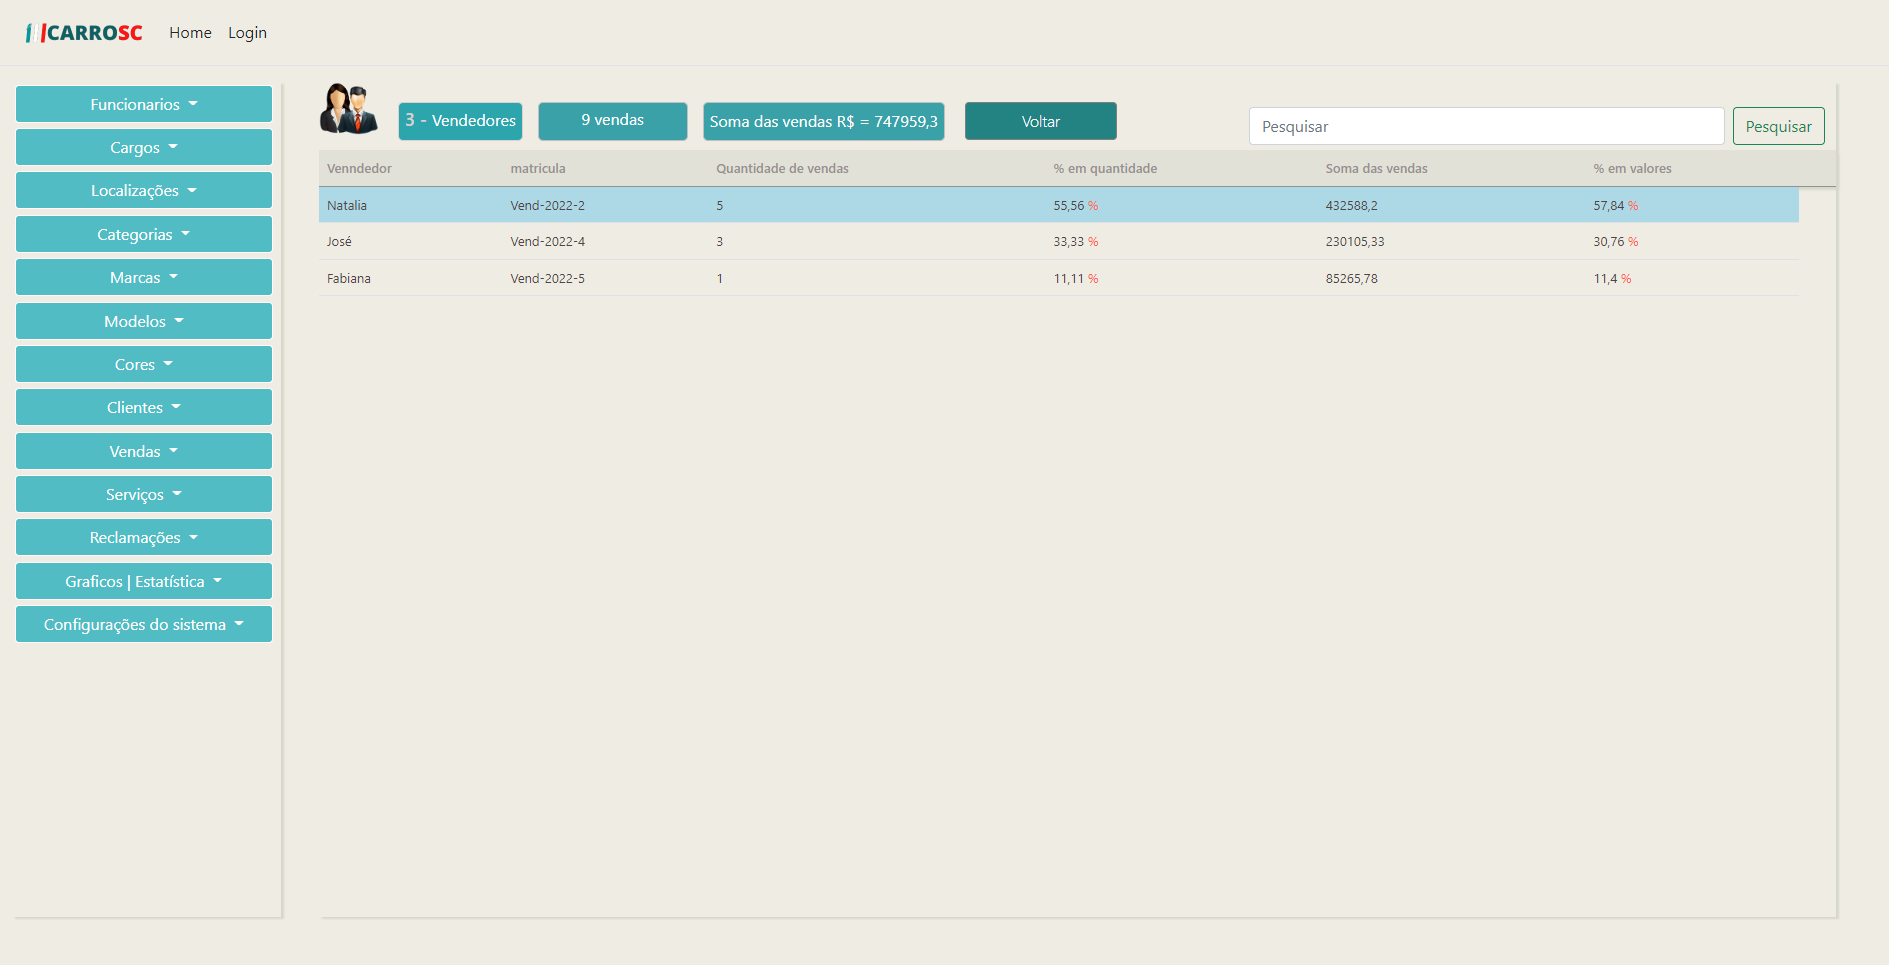 CARROSC Home Login
Funcionarios
Cargos
Localizações
Categorias
Marcas
Modelos
Cores
Clientes
Vendas
Serviços
Reclamações
Graficos | Estatística
Configurações do sistema
3 - Vendedores 9 vendas Soma das vendas R$ = 747959,3 Voltar Pesquisar Pesquisar
Venndedor matricula Quantidade de vendas % em quantidade Soma das vendas % em valores
Natalia Vend-2022-2 5 55,56 % 432588,2 57,84 %
José Vend-2022-4 3 33,33 % 230105,33 30,76 %
Fabiana Vend-2022-5 1 11,11 % 85265,78 11,4 %